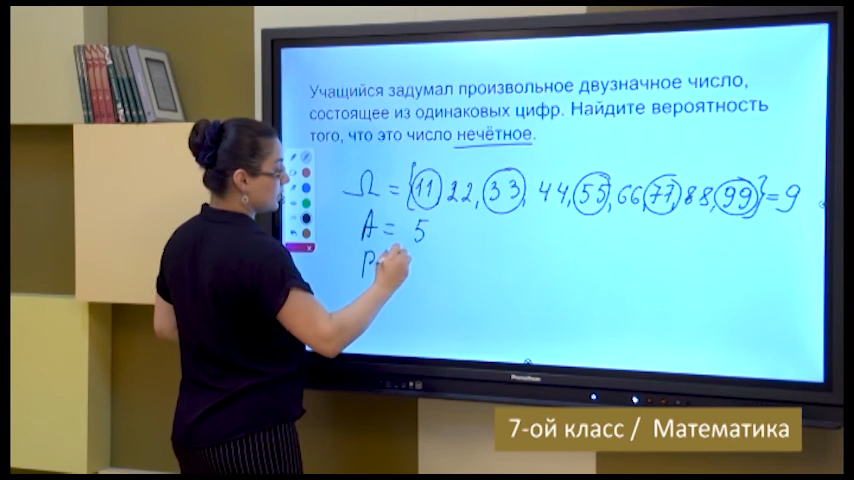 Учащийся задумал произвольное двузначное число,
состоящее из одинаковых цифр. Найдите вероятность
того, что это число нечётное.
Ω = {11 22, 33, 44, 55, 66, 77, 88, 99} = 9
A = 5
P
Promethean
7-ой класс / Математика